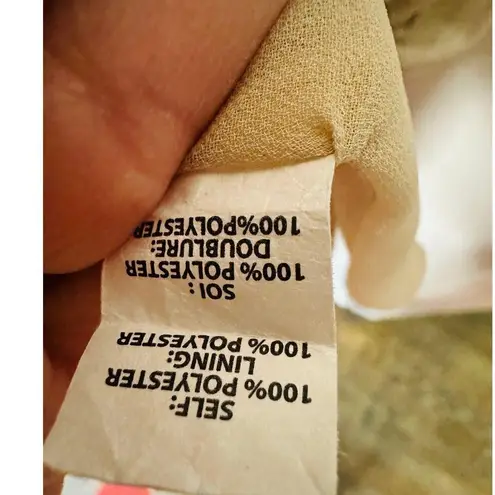 SELF:
100% POLYESTER
LINING:
100% POLYESTER
SOI:
100% POLYESTER
DOUBLURE:
100%POLYESTER